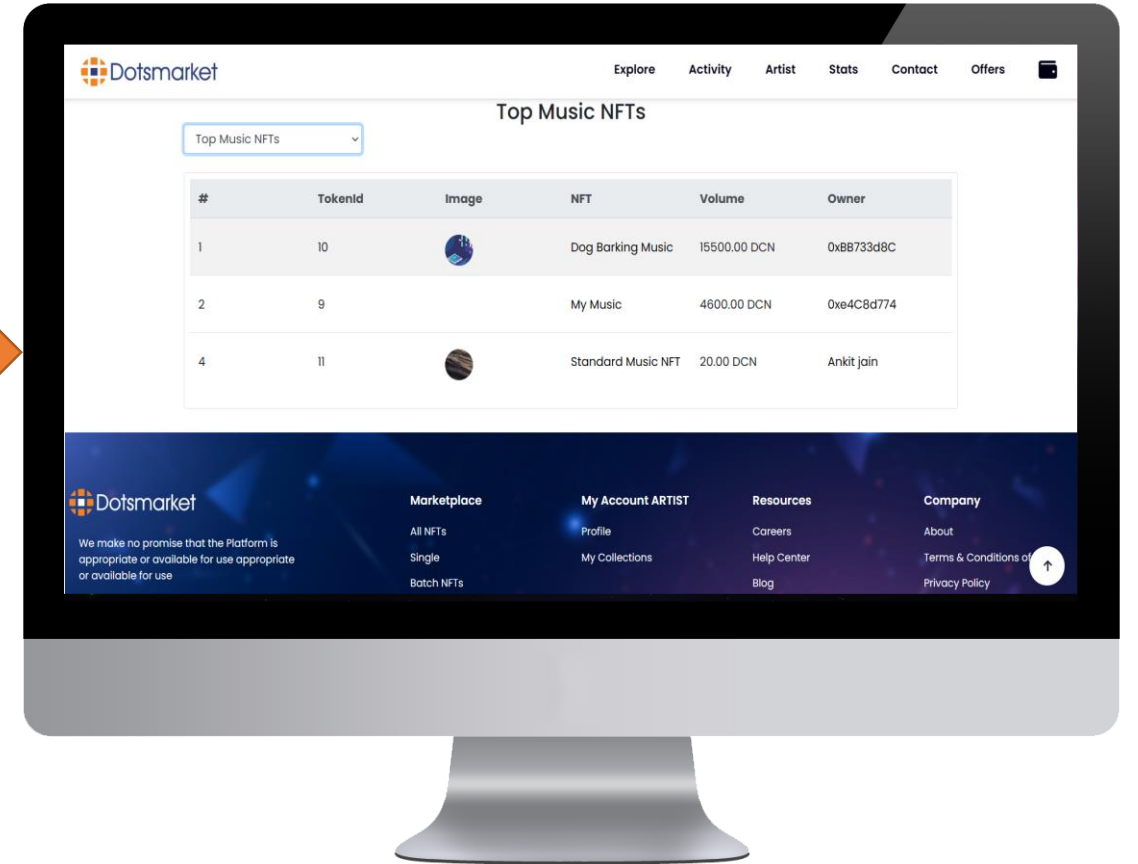 Dotsmarket Explore Activity Artist Stats Contact Offers
Top Music NFTs
Top Music NFTs
# TokenId Image NFT Volume Owner
1 10 Dog Barking Music 15500.00 DCN 0xBB733d8C
2 9 My Music 4600.00 DCN 0xe4C8d774
4 11 Standard Music NFT 20.00 DCN Ankit jain
Dotsmarket
We make no promise that the Platform is
appropriate or available for use appropriate
or available for use
Marketplace
All NFTs
Single
Batch NFTs
My Account ARTIST
Profile
My Collections
Resources
Careers
Help Center
Blog
Company
About
Terms & Conditions of
Privacy Policy